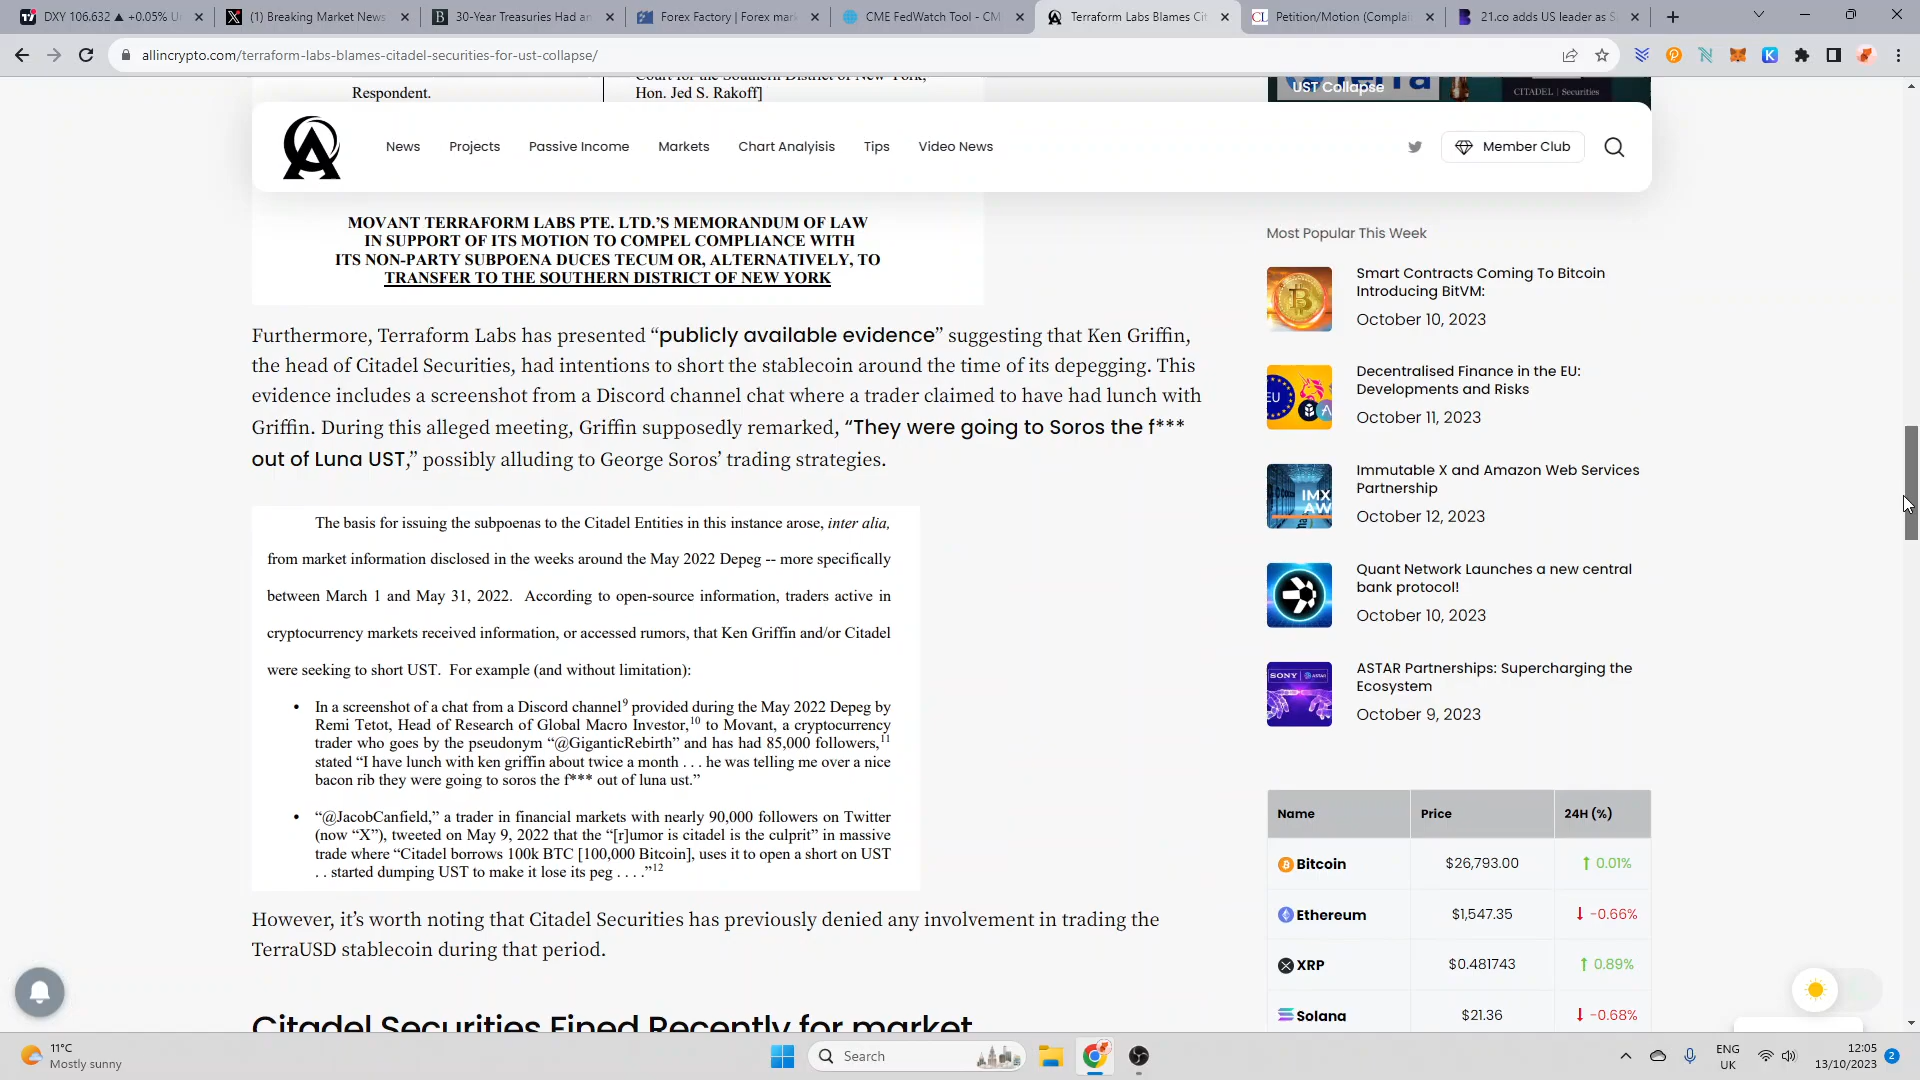 DXY 106.632 ▲ +0.05% U
(1) Breaking Market News
30-Year Treasuries Had an
Forex Factory | Forex mar
CME FedWatch Tool - CM
Terraform Labs Blames Cit
Petition/Motion (Complai
21.co adds US leader as S
allincrypto.com/terraform-labs-blames-citadel-securities-for-ust-collapse/
Respondent.
Court for the Southern District of New York,
Hon. Jed S. Rakoff]
UST Collapse
CITADEL | Securities
News
Projects
Passive Income
Markets
Chart Analyisis
Tips
Video News
Member Club
MOVANT TERRAFORM LABS PTE. LTD.’S MEMORANDUM OF LAW
IN SUPPORT OF ITS MOTION TO COMPEL COMPLIANCE WITH
ITS NON-PARTY SUBPOENA DUCES TECUM OR, ALTERNATIVELY, TO
TRANSFER TO THE SOUTHERN DISTRICT OF NEW YORK
Furthermore, Terraform Labs has presented “publicly available evidence” suggesting that Ken Griffin,
the head of Citadel Securities, had intentions to short the stablecoin around the time of its depegging. This
evidence includes a screenshot from a Discord channel chat where a trader claimed to have had lunch with
Griffin. During this alleged meeting, Griffin supposedly remarked, “They were going to Soros the f***
out of Luna UST,” possibly alluding to George Soros’ trading strategies.
The basis for issuing the subpoenas to the Citadel Entities in this instance arose, inter alia,
from market information disclosed in the weeks around the May 2022 Depeg -- more specifically
between March 1 and May 31, 2022. According to open-source information, traders active in
cryptocurrency markets received information, or accessed rumors, that Ken Griffin and/or Citadel
were seeking to short UST. For example (and without limitation):
• In a screenshot of a chat from a Discord channel9 provided during the May 2022 Depeg by
Remi Tetot, Head of Research of Global Macro Investor,10 to Movant, a cryptocurrency
trader who goes by the pseudonym “@GiganticRebirth” and has had 85,000 followers,11
stated “I have lunch with ken griffin about twice a month . . . he was telling me over a nice
bacon rib they were going to soros the f*** out of luna ust.”
• “@JacobCanfield,” a trader in financial markets with nearly 90,000 followers on Twitter
(now “X”), tweeted on May 9, 2022 that the “[r]umor is citadel is the culprit” in massive
trade where “Citadel borrows 100k BTC [100,000 Bitcoin], uses it to open a short on UST
. . started dumping UST to make it lose its peg . . . .”12
However, it’s worth noting that Citadel Securities has previously denied any involvement in trading the
TerraUSD stablecoin during that period.
Citadel Securities Fined Recently for market
Most Popular This Week
Smart Contracts Coming To Bitcoin
Introducing BitVM:
October 10, 2023
EU
Decentralised Finance in the EU:
Developments and Risks
October 11, 2023
IMX
AW
Immutable X and Amazon Web Services
Partnership
October 12, 2023
Quant Network Launches a new central
bank protocol!
October 10, 2023
SONY
ASTAR
ASTAR Partnerships: Supercharging the
Ecosystem
October 9, 2023
Name Price 24H (%)
Bitcoin $26,793.00 ↑ 0.01%
Ethereum $1,547.35 ↓ -0.66%
XRP $0.481743 ↑ 0.89%
Solana $21.36 ↓ -0.68%
11°C
Mostly sunny
Search
ENG
UK
12:05
13/10/2023
2